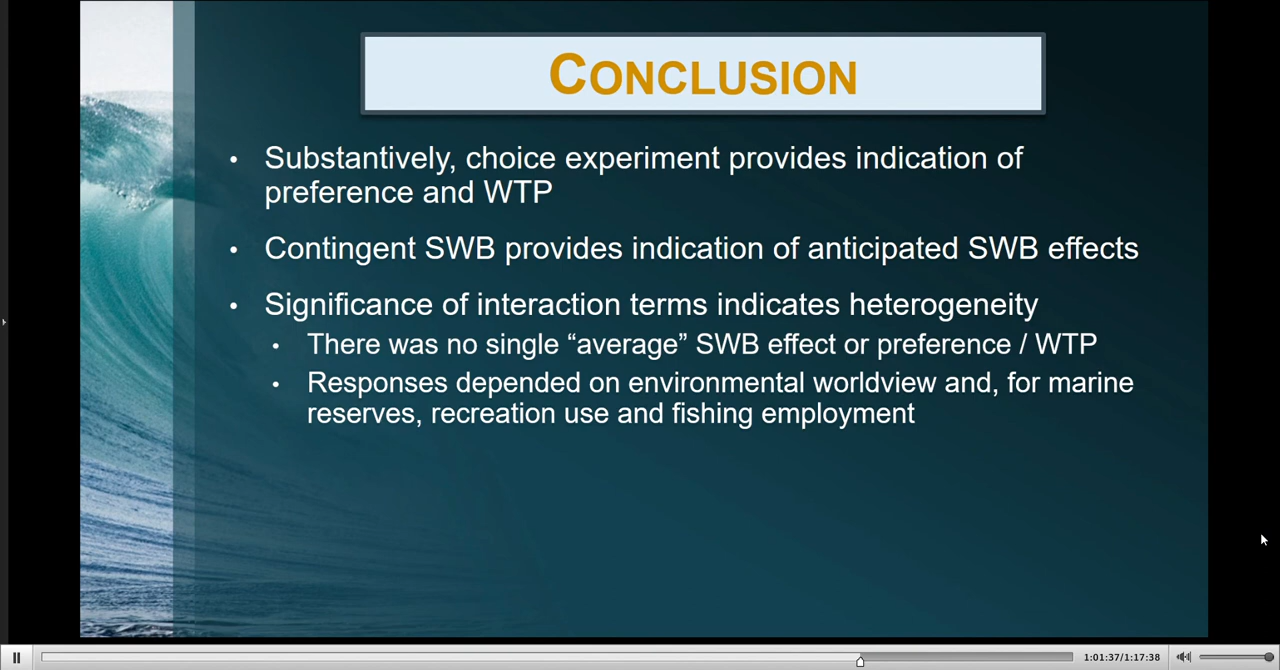 CONCLUSION
• Substantively, choice experiment provides indication of
preference and WTP
• Contingent SWB provides indication of anticipated SWB effects
• Significance of interaction terms indicates heterogeneity
• There was no single “average” SWB effect or preference / WTP
• Responses depended on environmental worldview and, for marine
reserves, recreation use and fishing employment
1:01:37/1:17:38